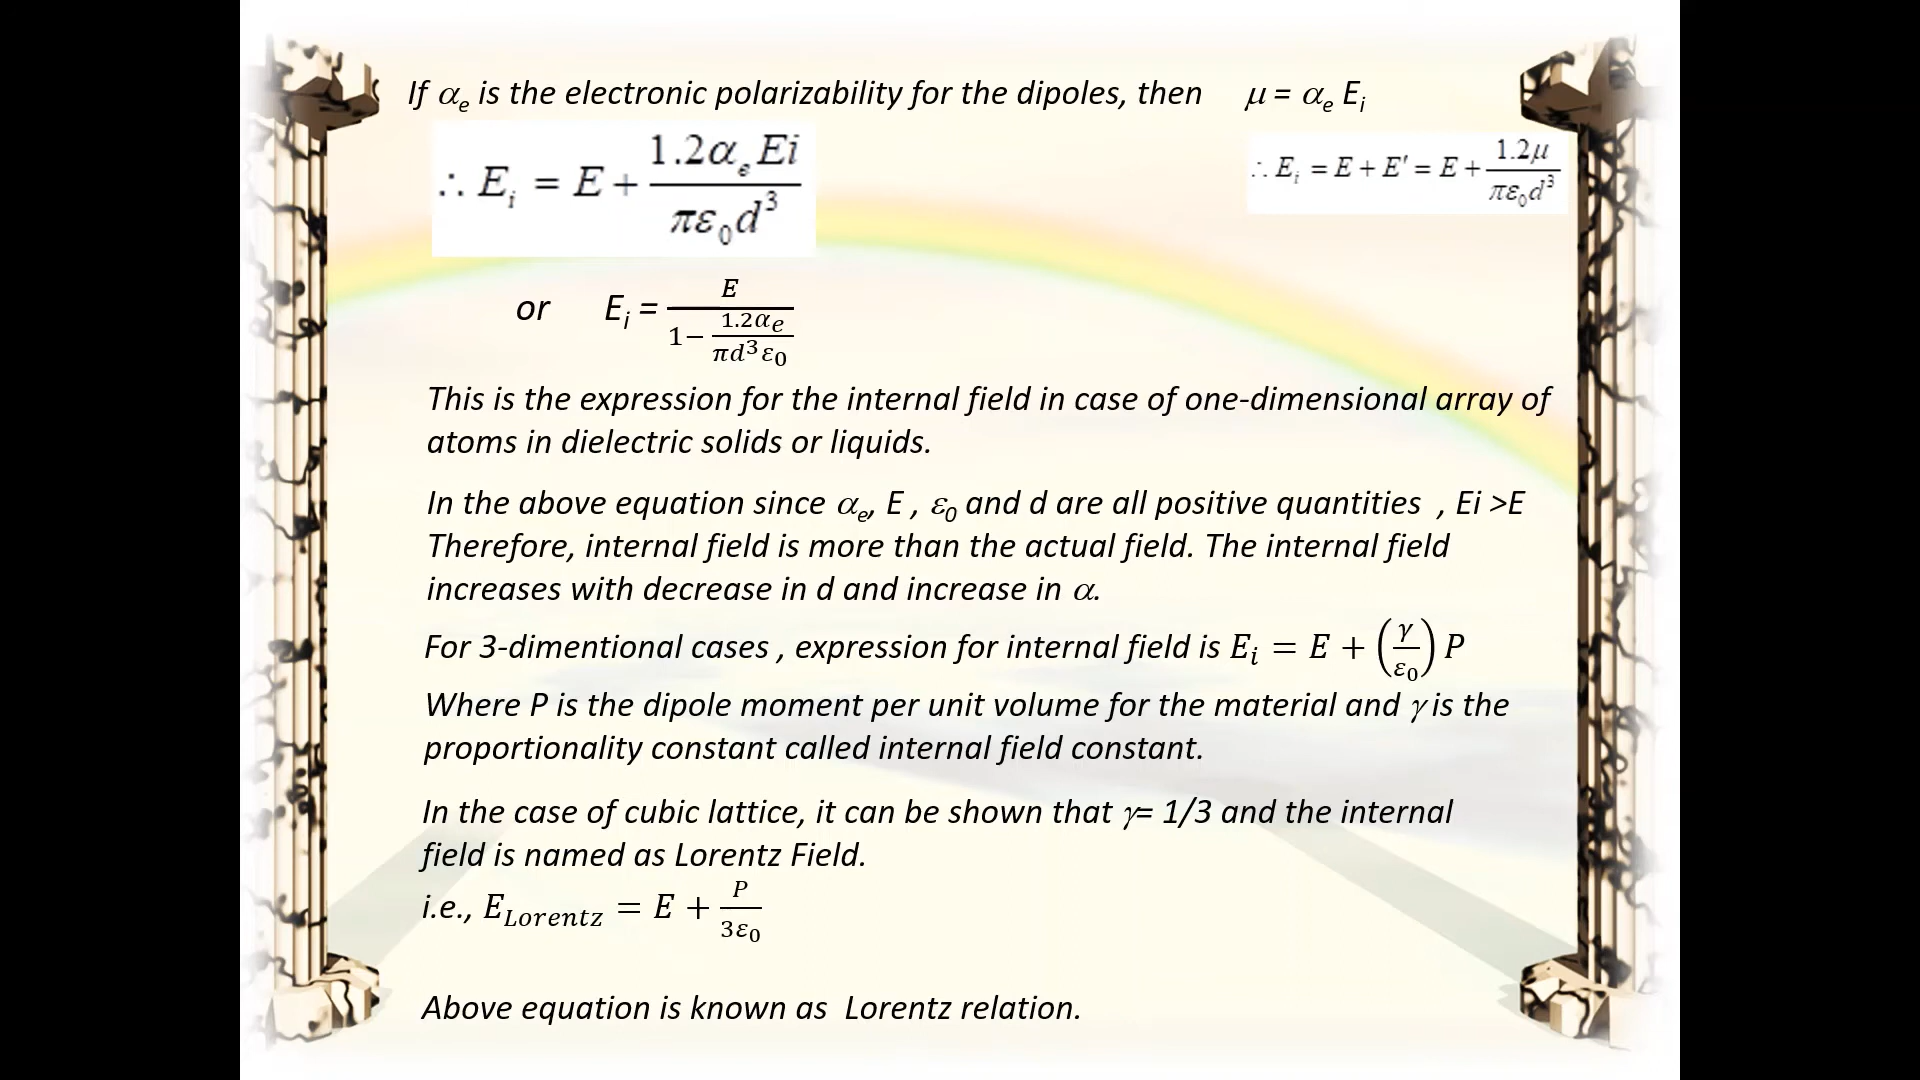 If αe is the electronic polarizability for the dipoles, then μ = αe Ei
∴ Ei = E + 1.2αeEi / πε0d³
∴ Ei = E + E′ = E + 1.2μ / πε0d³
or Ei = E / (1− 1.2αe / πd³ε0)
This is the expression for the internal field in case of one-dimensional array of
atoms in dielectric solids or liquids.
In the above equation since αe, E , ε0 and d are all positive quantities , Ei >E
Therefore, internal field is more than the actual field. The internal field
increases with decrease in d and increase in α.
For 3-dimentional cases , expression for internal field is Ei = E + (γ/ε0) P
Where P is the dipole moment per unit volume for the material and γ is the
proportionality constant called internal field constant.
In the case of cubic lattice, it can be shown that γ= 1/3 and the internal
field is named as Lorentz Field.
i.e., ELorentz = E + P / 3ε0
Above equation is known as Lorentz relation.